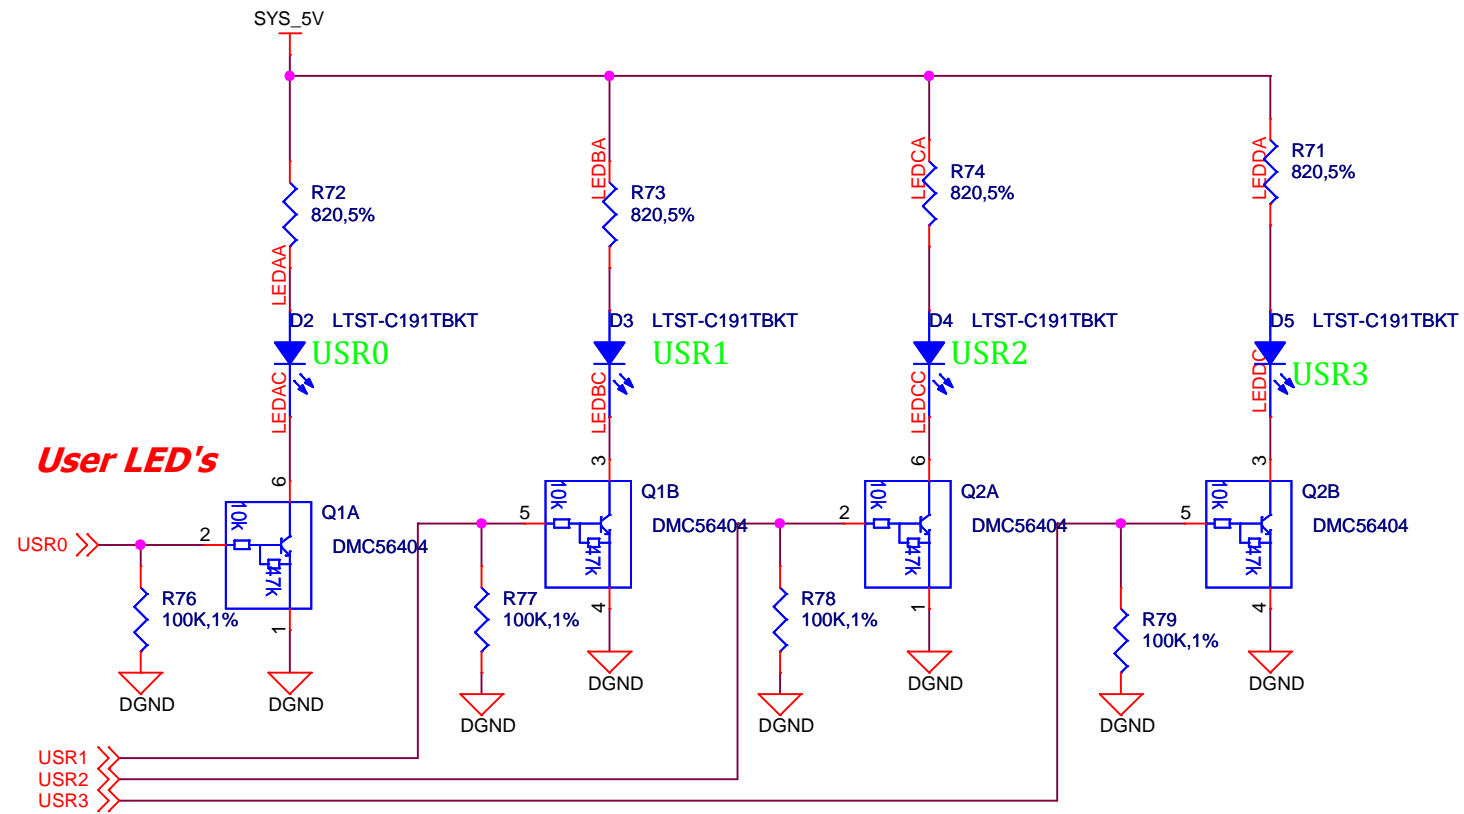 SYS_5V
LEDBA
LEDCA
LEDDA
R72
820,5%
R73
820,5%
R74
820,5%
R71
820,5%
LEDAA
D2 LTST-C191TBKT
USR0
D3 LTST-C191TBKT
USR1
D4 LTST-C191TBKT
USR2
D5 LTST-C191TBKT
USR3
LEDAC
LEDBC
LEDCC
LEDDC
User LED's
6
3
6
3
10k
Q1A
DMC56404
47k
10k
Q1B
DMC56404
47k
10k
Q2A
DMC56404
47k
10k
Q2B
DMC56404
47k
USR0
2
5
2
5
R76
100K,1%
R77
100K,1%
R78
100K,1%
R79
100K,1%
1
4
1
4
DGND
DGND
DGND
DGND
DGND
DGND
DGND
DGND
USR1
USR2
USR3